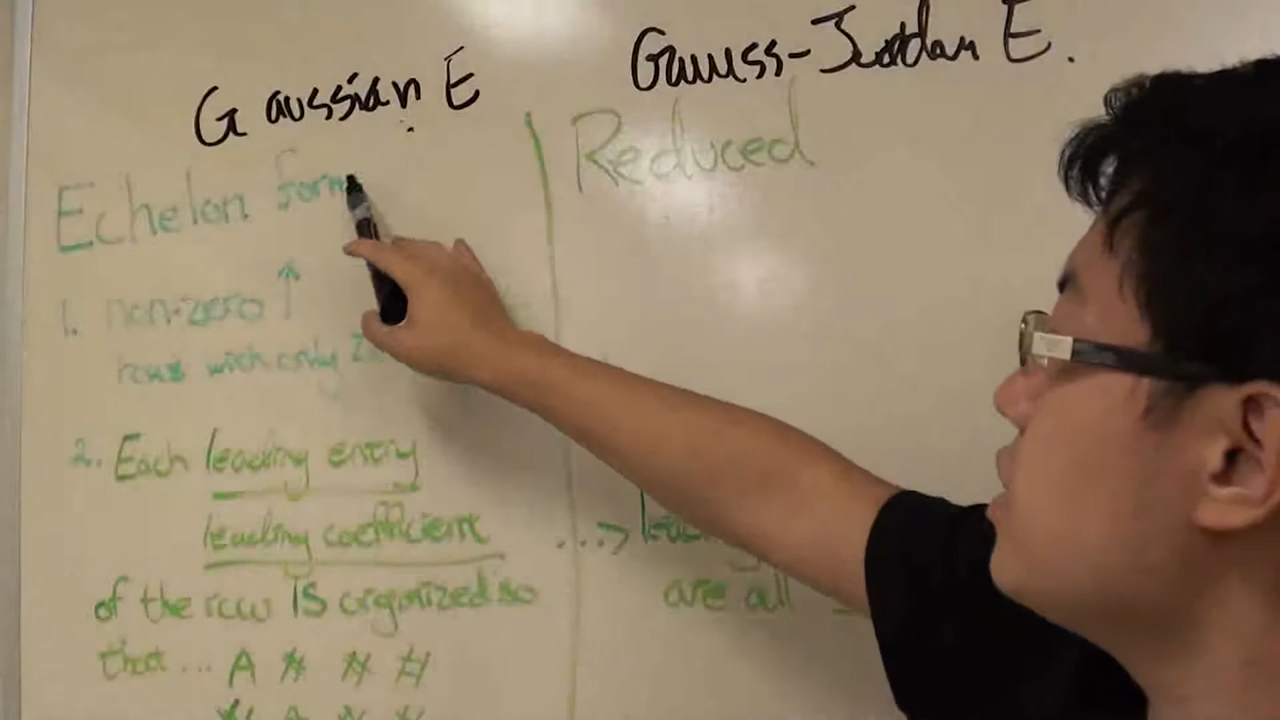 Gaussian E
Gauss-Jordan E.
Echelon form
Reduced
1. non-zero ↑
rows with only
2. Each leading entry
leading coefficient
of the row is organized so
that ... A # # #
...>
are all